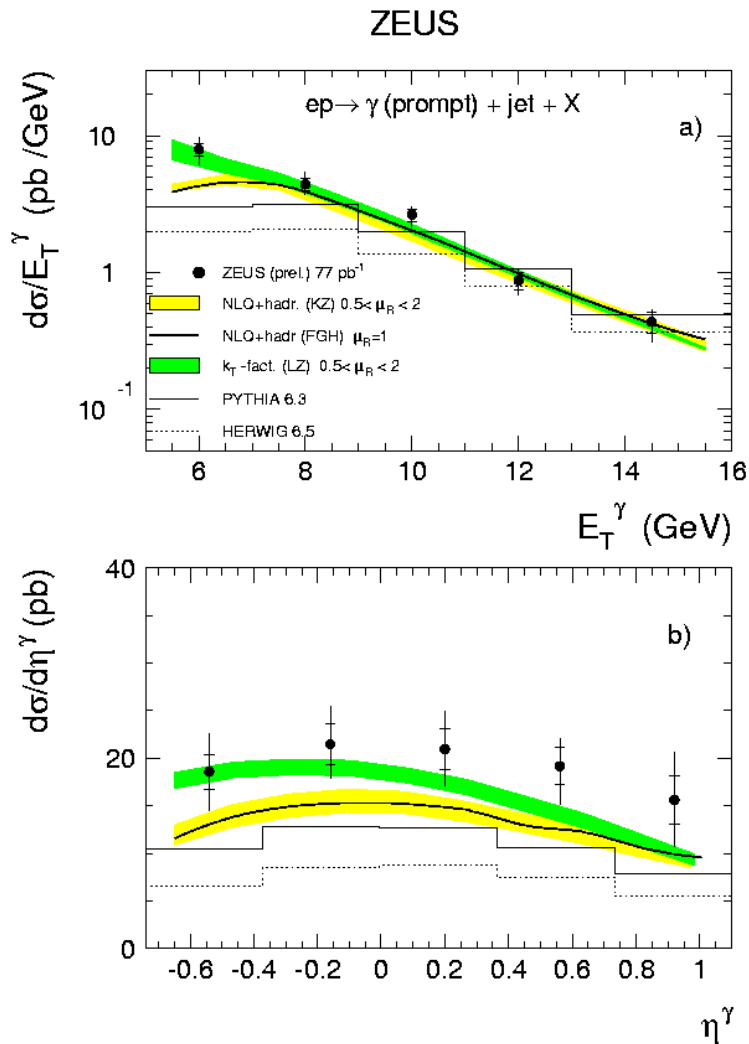 ZEUS
dσ/E_T^γ (pb /GeV)
ep→ γ (prompt) + jet + X
a)
10
1
10^-1
ZEUS (prel.) 77 pb^-1
NLO+hadr. (KZ) 0.5< μ_R < 2
NLO+hadr (FGH) μ_R=1
k_T -fact. (LZ) 0.5< μ_R < 2
PYTHIA 6.3
HERWIG 6.5
6 8 10 12 14 16
E_T^γ (GeV)
dσ/dη^γ (pb)
b)
40
20
0
-0.6 -0.4 -0.2 0 0.2 0.4 0.6 0.8 1
η^γ